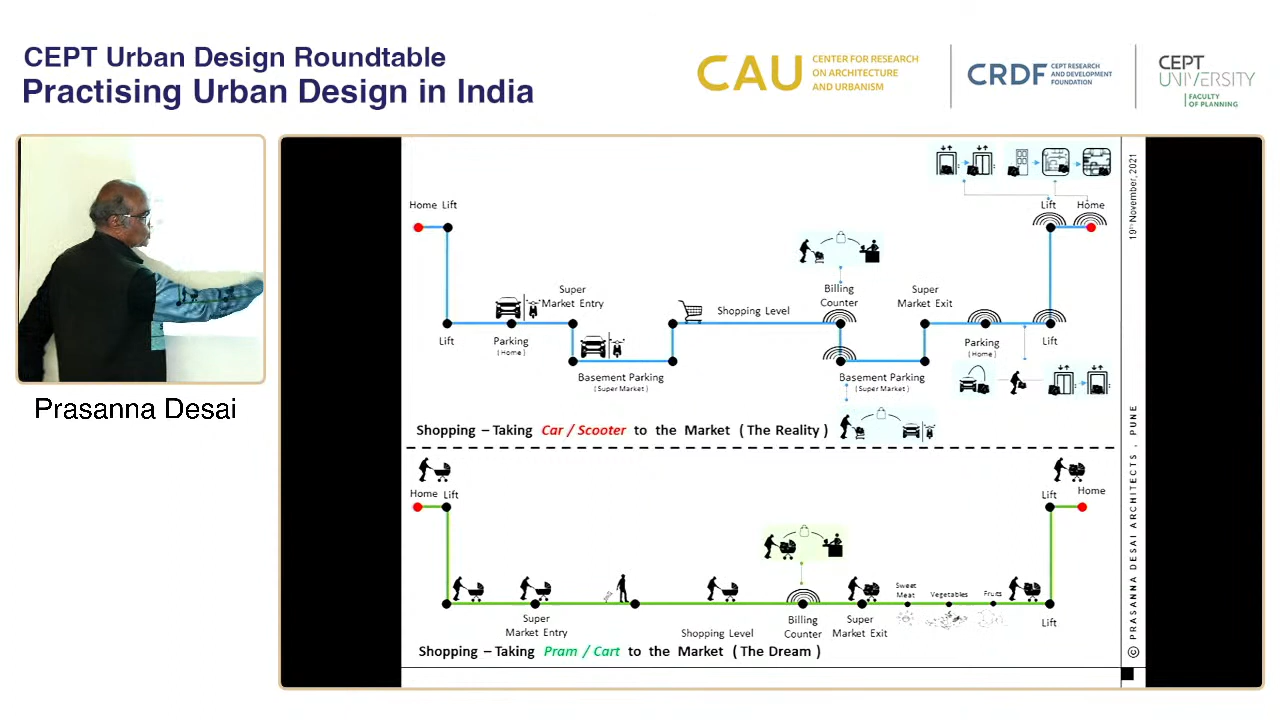 CEPT Urban Design Roundtable
Practising Urban Design in India
CAU
CENTER FOR RESEARCH
ON ARCHITECTURE
AND URBANISM
CRDF
CEPT RESEARCH
AND DEVELOPMENT
FOUNDATION
CEPT
UNIVERSITY
FACULTY
OF PLANNING
Prasanna Desai
Home Lift
Lift
Parking
( Home )
Super
Market Entry
Basement Parking
( Super Market )
Shopping Level
Billing
Counter
Basement Parking
( Super Market )
Super
Market Exit
Parking
( Home )
Lift
Lift
Home
Shopping – Taking Car / Scooter to the Market ( The Reality )
Home Lift
Super
Market Entry
Shopping Level
Billing
Counter
Super
Market Exit
Sweet
Meat
Vegetables
Fruits
Lift
Lift
Home
Shopping – Taking Pram / Cart to the Market ( The Dream )
19th November, 2021
© PRASANNA DESAI ARCHITECTS , PUNE